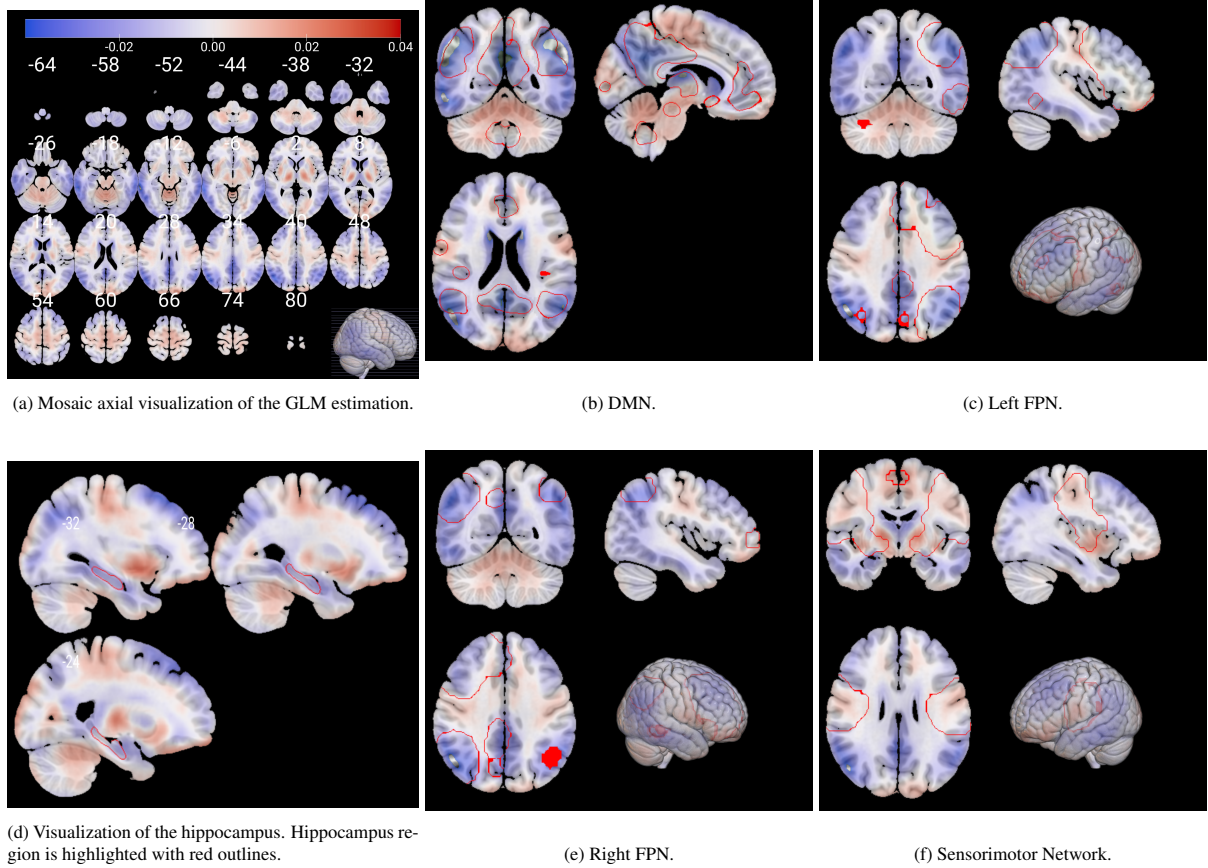 -0.02 0.00 0.02 0.04
-64 -58 -52 -44 -38 -32
-26 -18 -12 -6 2 8
14 20 28 34 40 48
54 60 66 74 80
(a) Mosaic axial visualization of the GLM estimation.
(b) DMN.
(c) Left FPN.
-32 -28
-24
(d) Visualization of the hippocampus. Hippocampus re-
gion is highlighted with red outlines.
(e) Right FPN.
(f) Sensorimotor Network.